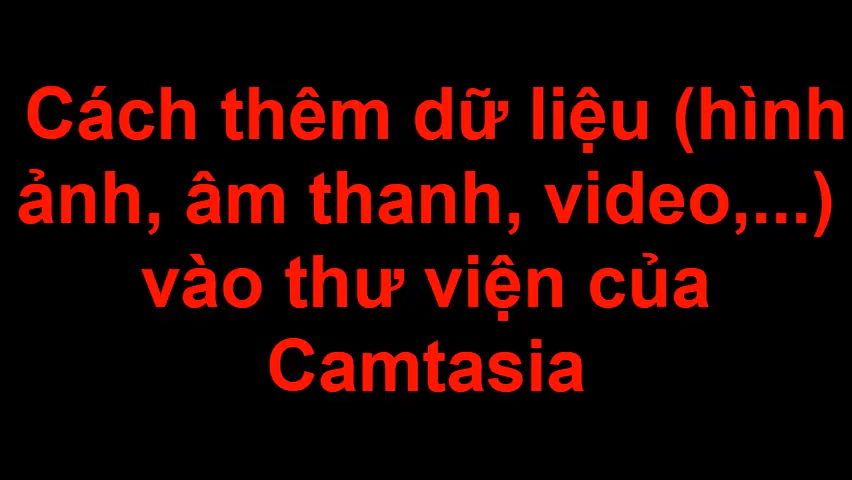 Cách thêm dữ liệu (hình
ảnh, âm thanh, video,...)
vào thư viện của
Camtasia